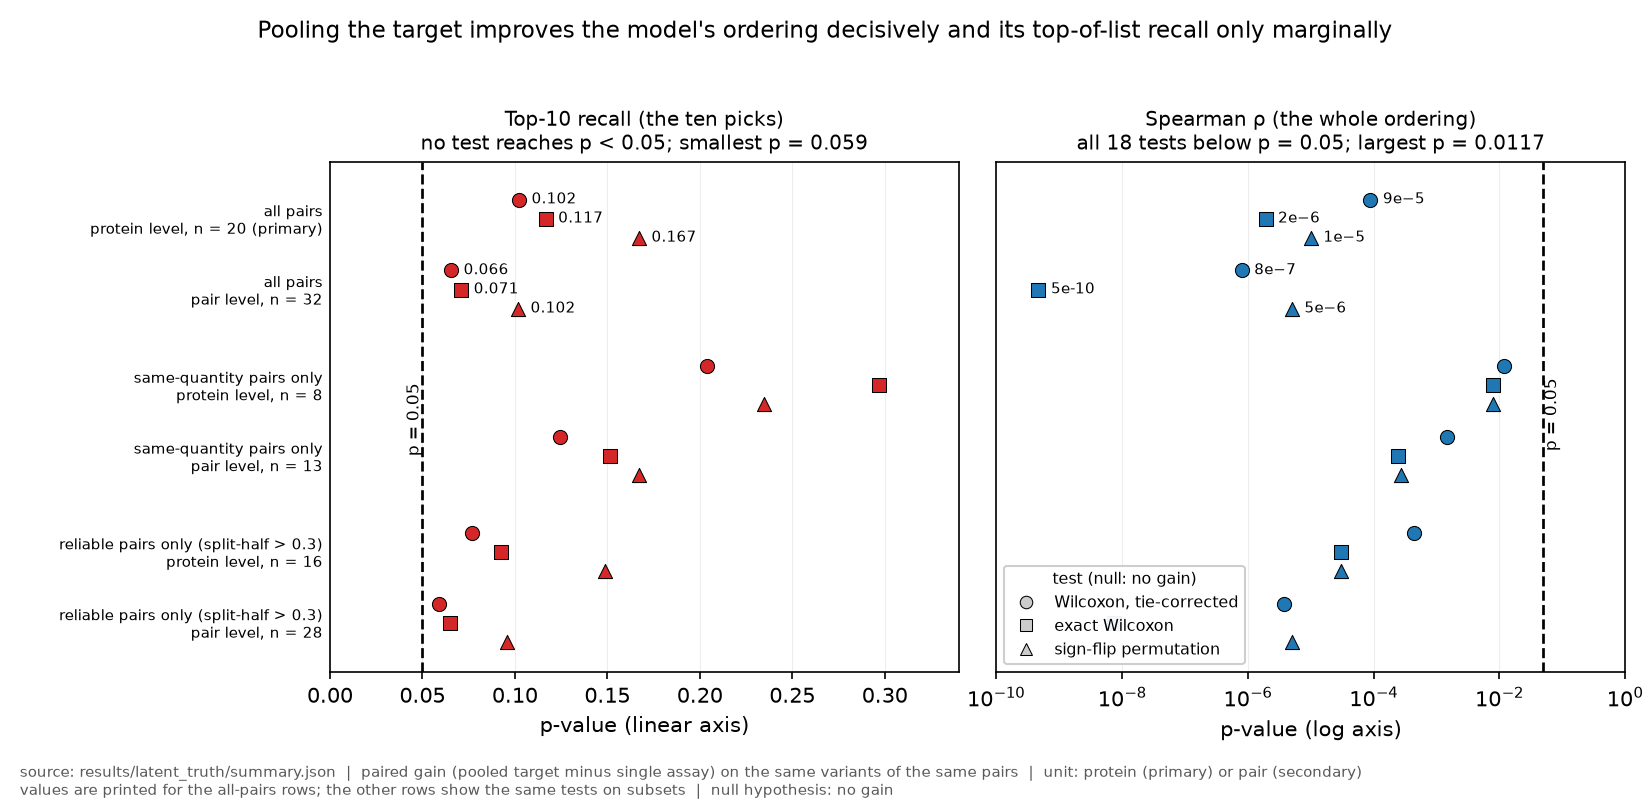 Pooling the target improves the model's ordering decisively and its top-of-list recall only marginally
Top-10 recall (the ten picks)
no test reaches p < 0.05; smallest p = 0.059
Spearman ρ (the whole ordering)
all 18 tests below p = 0.05; largest p = 0.0117
all pairs
protein level, n = 20 (primary)
all pairs
pair level, n = 32
same-quantity pairs only
protein level, n = 8
same-quantity pairs only
pair level, n = 13
reliable pairs only (split-half > 0.3)
protein level, n = 16
reliable pairs only (split-half > 0.3)
pair level, n = 28
0.102
0.117
0.167
0.066
0.071
0.102
p = 0.05
0.00 0.05 0.10 0.15 0.20 0.25 0.30
p-value (linear axis)
9e−5
2e−6
1e−5
8e−7
5e-10
5e−6
p = 0.05
test (null: no gain)
Wilcoxon, tie-corrected
exact Wilcoxon
sign-flip permutation
10⁻¹⁰ 10⁻⁸ 10⁻⁶ 10⁻⁴ 10⁻² 10⁰
p-value (log axis)
source: results/latent_truth/summary.json | paired gain (pooled target minus single assay) on the same variants of the same pairs | unit: protein (primary) or pair (secondary)
values are printed for the all-pairs rows; the other rows show the same tests on subsets | null hypothesis: no gain